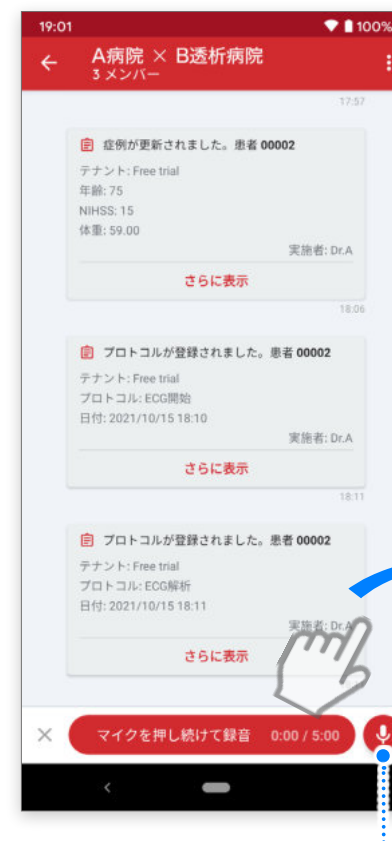 19:01 100%
A病院 × B透析病院
3 メンバー
17:57
症例が更新されました。患者 00002
テナント: Free trial
年齢: 75
NIHSS: 15
体重: 59.00
実施者: Dr.A
さらに表示
18:06
プロトコルが登録されました。患者 00002
テナント: Free trial
プロトコル: ECG開始
日付: 2021/10/15 18:10
実施者: Dr.A
さらに表示
18:11
プロトコルが登録されました。患者 00002
テナント: Free trial
プロトコル: ECG解析
日付: 2021/10/15 18:11
実施者: Dr.A
さらに表示
マイクを押し続けて録音 0:00 / 5:00